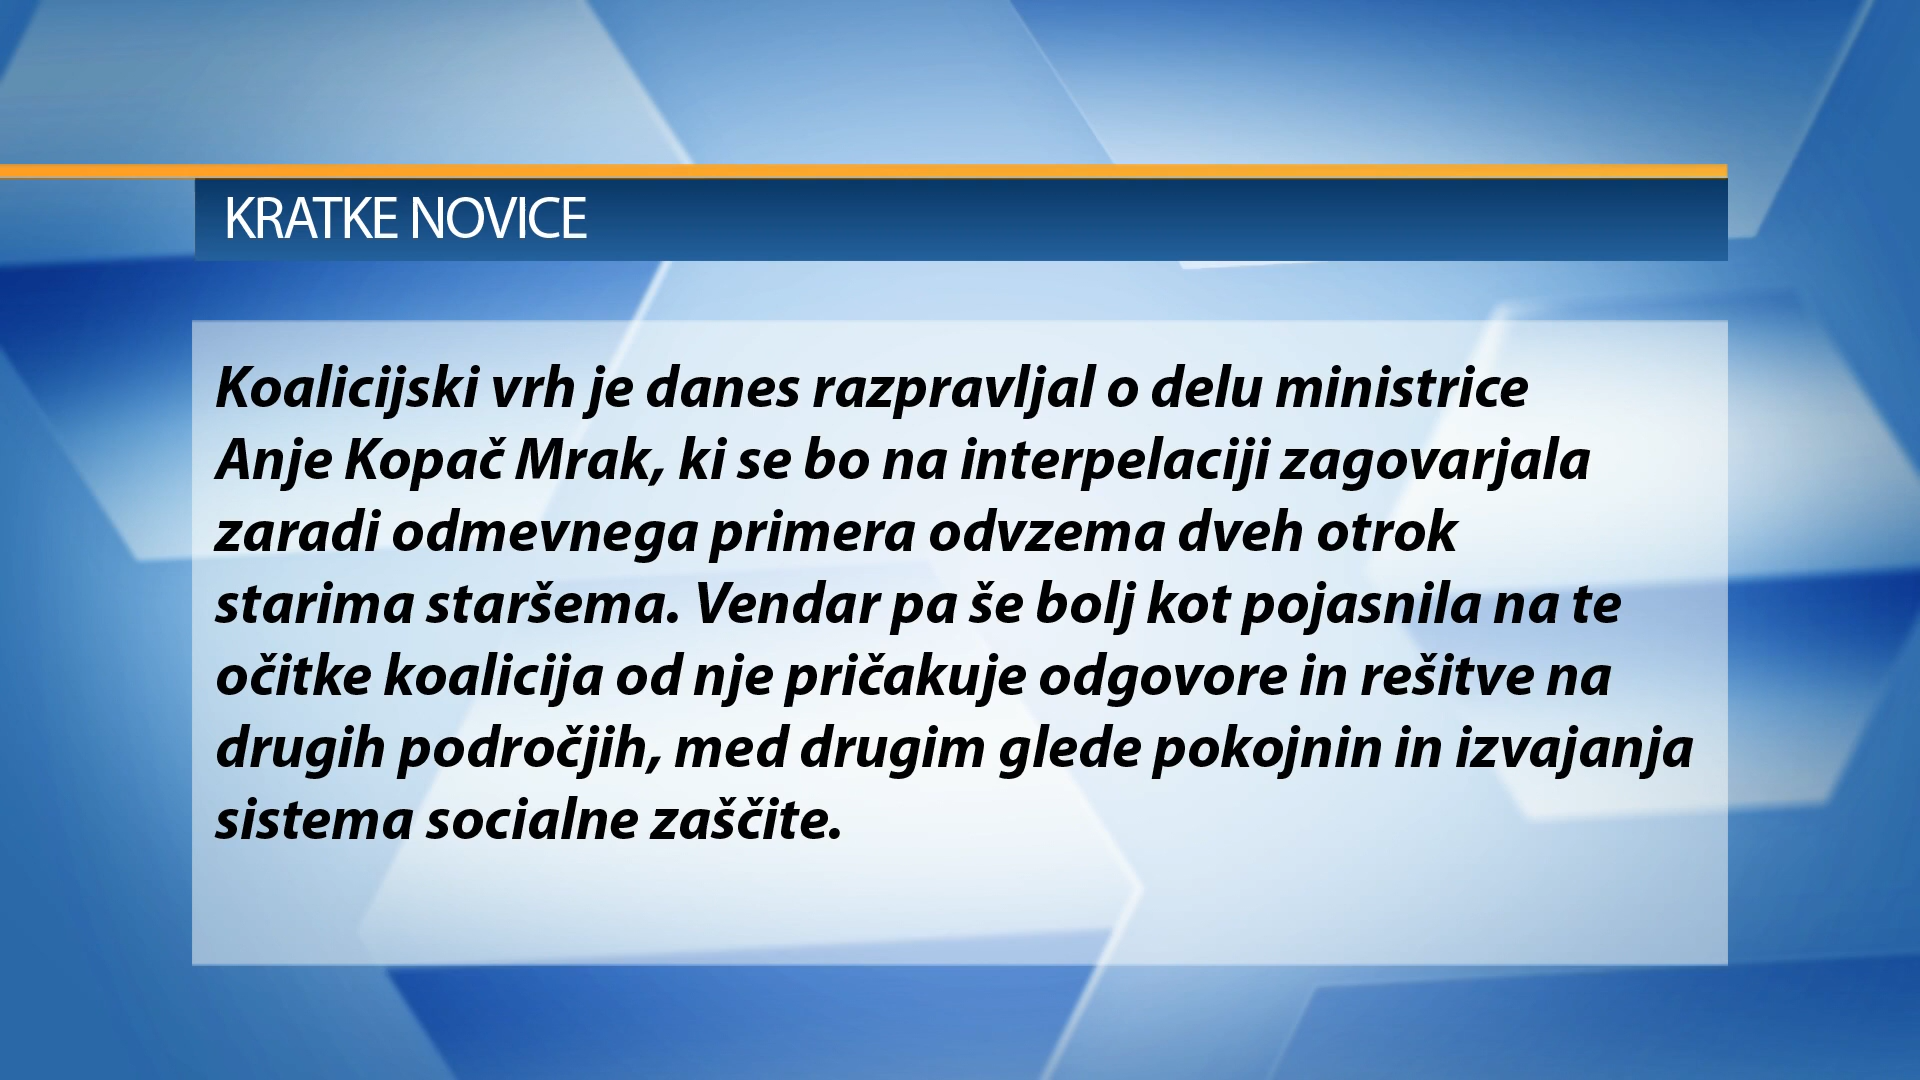 KRATKE NOVICE
Koalicijski vrh je danes razpravljal o delu ministrice
Anje Kopač Mrak, ki se bo na interpelaciji zagovarjala
zaradi odmevnega primera odvzema dveh otrok
starima staršema. Vendar pa še bolj kot pojasnila na te
očitke koalicija od nje pričakuje odgovore in rešitve na
drugih področjih, med drugim glede pokojnin in izvajanja
sistema socialne zaščite.